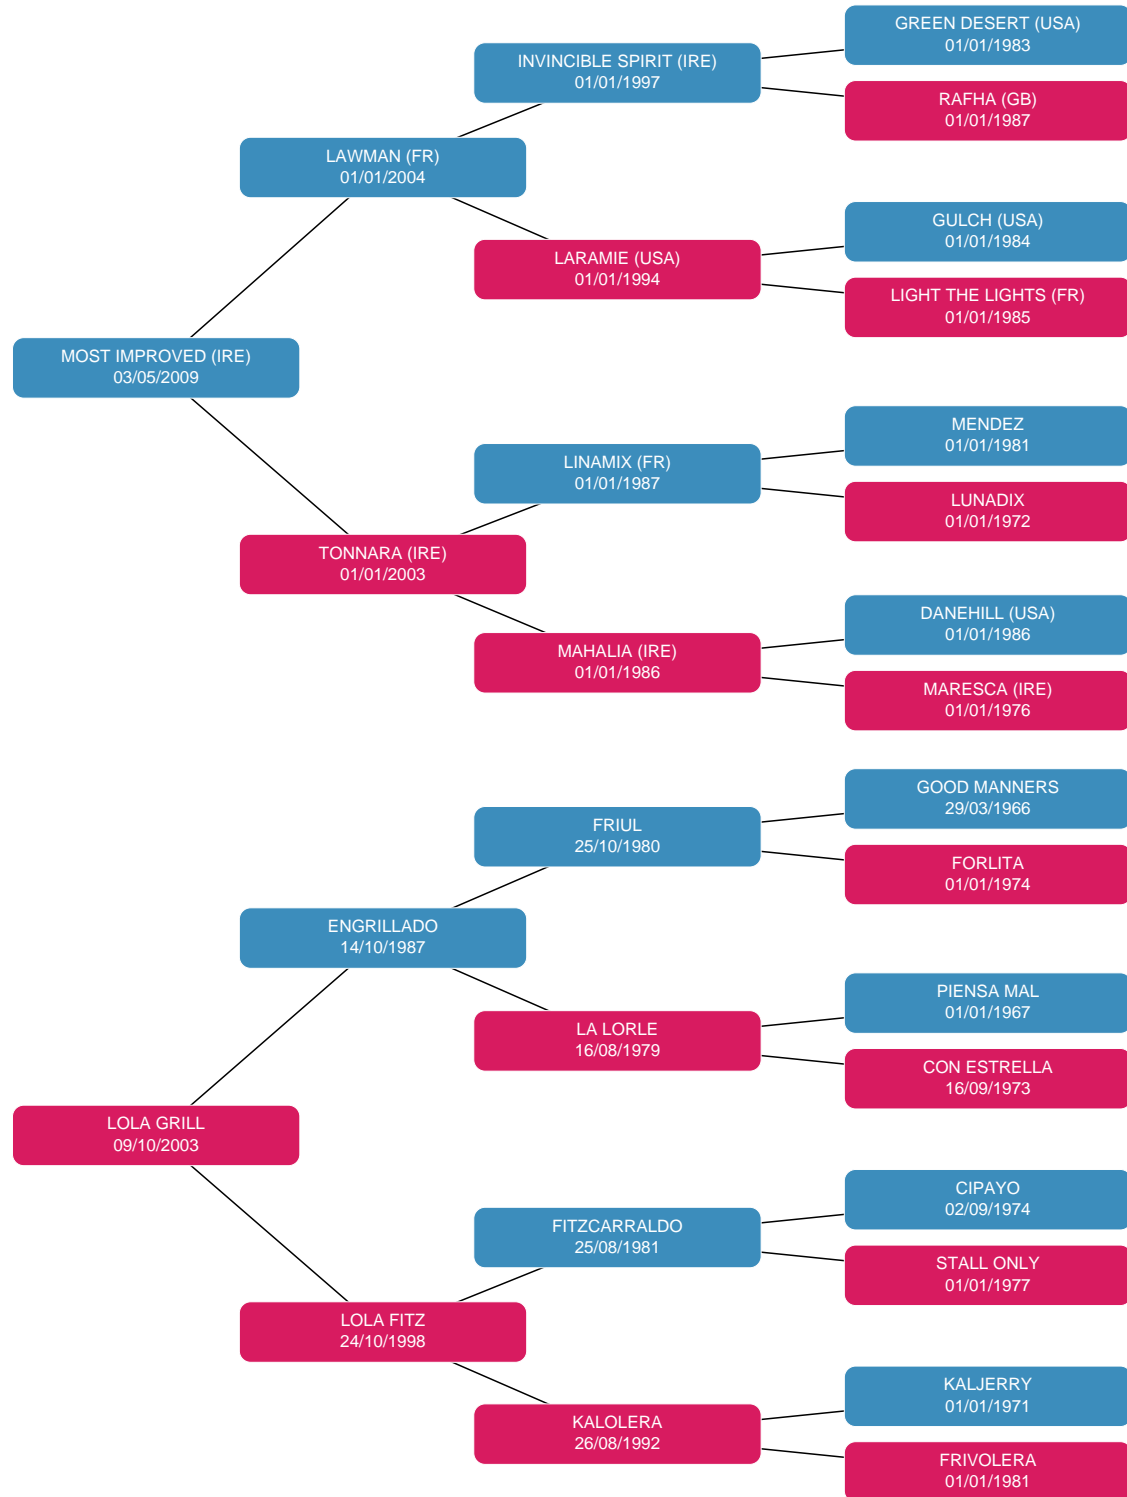 GREEN DESERT (USA)
01/01/1983
INVINCIBLE SPIRIT (IRE)
01/01/1997
RAFHA (GB)
01/01/1987
LAWMAN (FR)
01/01/2004
GULCH (USA)
01/01/1984
LARAMIE (USA)
01/01/1994
LIGHT THE LIGHTS (FR)
01/01/1985
MOST IMPROVED (IRE)
03/05/2009
MENDEZ
01/01/1981
LINAMIX (FR)
01/01/1987
LUNADIX
01/01/1972
TONNARA (IRE)
01/01/2003
DANEHILL (USA)
01/01/1986
MAHALIA (IRE)
01/01/1986
MARESCA (IRE)
01/01/1976
GOOD MANNERS
29/03/1966
FRIUL
25/10/1980
FORLITA
01/01/1974
ENGRILLADO
14/10/1987
PIENSA MAL
01/01/1967
LA LORLE
16/08/1979
CON ESTRELLA
16/09/1973
LOLA GRILL
09/10/2003
CIPAYO
02/09/1974
FITZCARRALDO
25/08/1981
STALL ONLY
01/01/1977
LOLA FITZ
24/10/1998
KALJERRY
01/01/1971
KALOLERA
26/08/1992
FRIVOLERA
01/01/1981